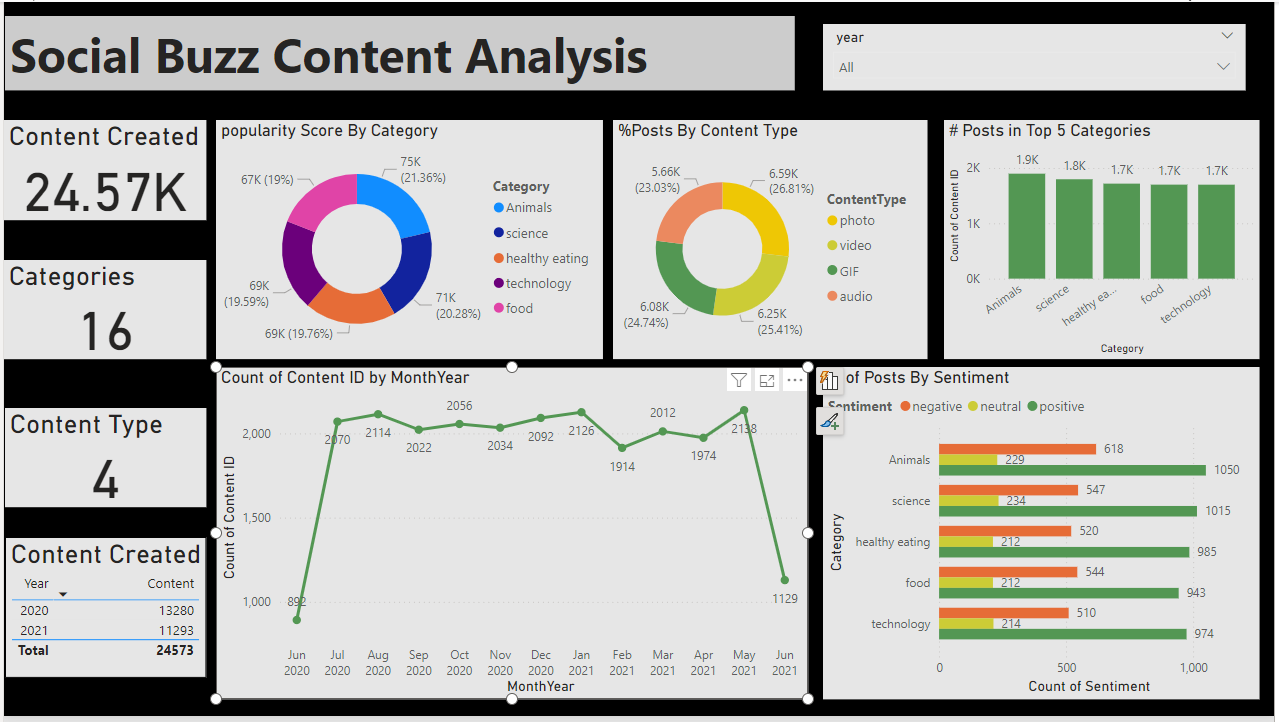 Social Buzz Content Analysis
year
All
Content Created
24.57K
Categories
16
Content Type
4
Content Created
Year Content
2020 13280
2021 11293
Total 24573
popularity Score By Category
75K
(21.36%)
71K
(20.28%)
69K (19.76%)
69K
(19.59%)
67K (19%)
Category
Animals
science
healthy eating
technology
food
%Posts By Content Type
6.59K
(26.81%)
6.25K
(25.41%)
6.08K
(24.74%)
5.66K
(23.03%)
ContentType
photo
video
GIF
audio
# Posts in Top 5 Categories
Count of Content ID
2K
1K
0K
1.9K
1.8K
1.7K
1.7K
1.7K
Animals
science
healthy ea...
food
technology
Category
Count of Content ID by MonthYear
Count of Content ID
2,000
1,500
1,000
892
2070
2114
2022
2056
2034
2092
2126
1914
2012
1974
2138
1129
Jun 2020
Jul 2020
Aug 2020
Sep 2020
Oct 2020
Nov 2020
Dec 2020
Jan 2021
Feb 2021
Mar 2021
Apr 2021
May 2021
Jun 2021
MonthYear
of Posts By Sentiment
Sentiment negative neutral positive
Category
Animals
618
229
1050
science
547
234
1015
healthy eating
520
212
985
food
544
212
943
technology
510
214
974
0 500 1,000
Count of Sentiment